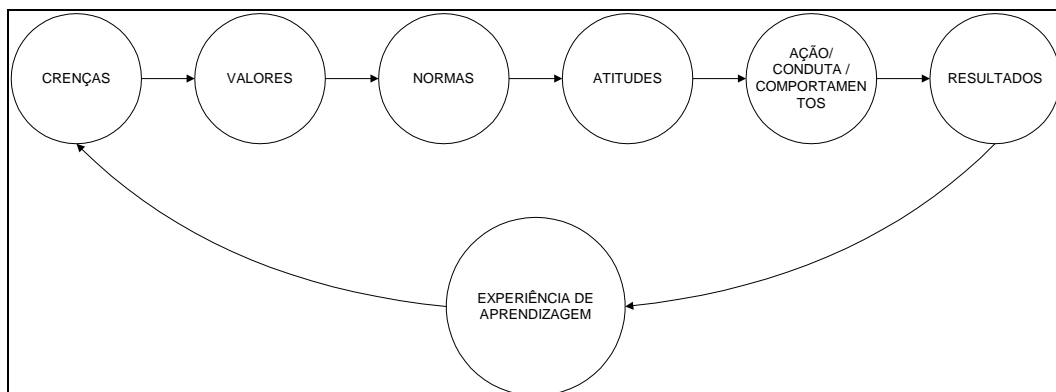 CRENÇAS
VALORES
NORMAS
ATITUDES
AÇÃO/
CONDUTA /
COMPORTAMEN
TOS
RESULTADOS
EXPERIÊNCIA DE
APRENDIZAGEM